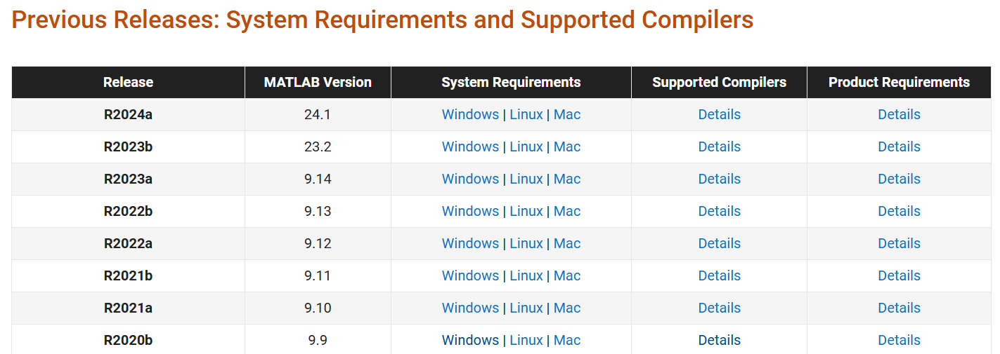 Previous Releases: System Requirements and Supported Compilers
Release MATLAB Version System Requirements Supported Compilers Product Requirements
R2024a 24.1 Windows | Linux | Mac Details Details
R2023b 23.2 Windows | Linux | Mac Details Details
R2023a 9.14 Windows | Linux | Mac Details Details
R2022b 9.13 Windows | Linux | Mac Details Details
R2022a 9.12 Windows | Linux | Mac Details Details
R2021b 9.11 Windows | Linux | Mac Details Details
R2021a 9.10 Windows | Linux | Mac Details Details
R2020b 9.9 Windows | Linux | Mac Details Details